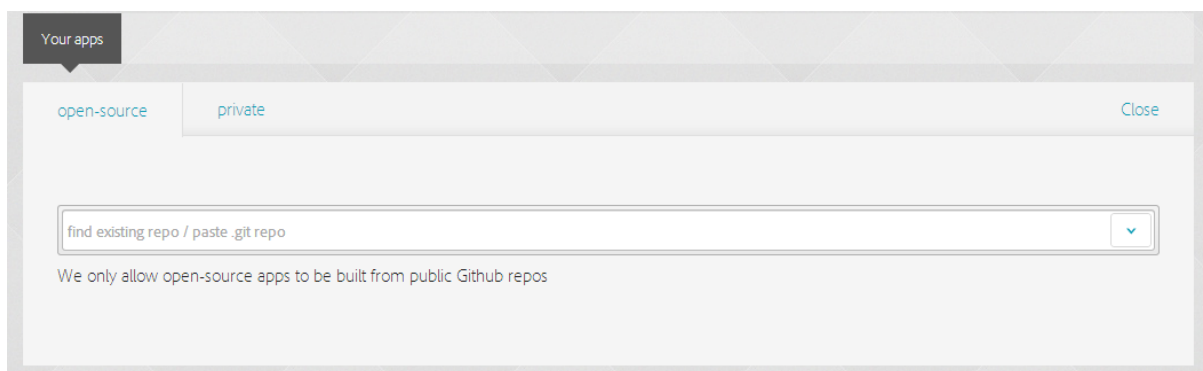 Your apps
open-source private Close
find existing repo / paste .git repo
We only allow open-source apps to be built from public Github repos